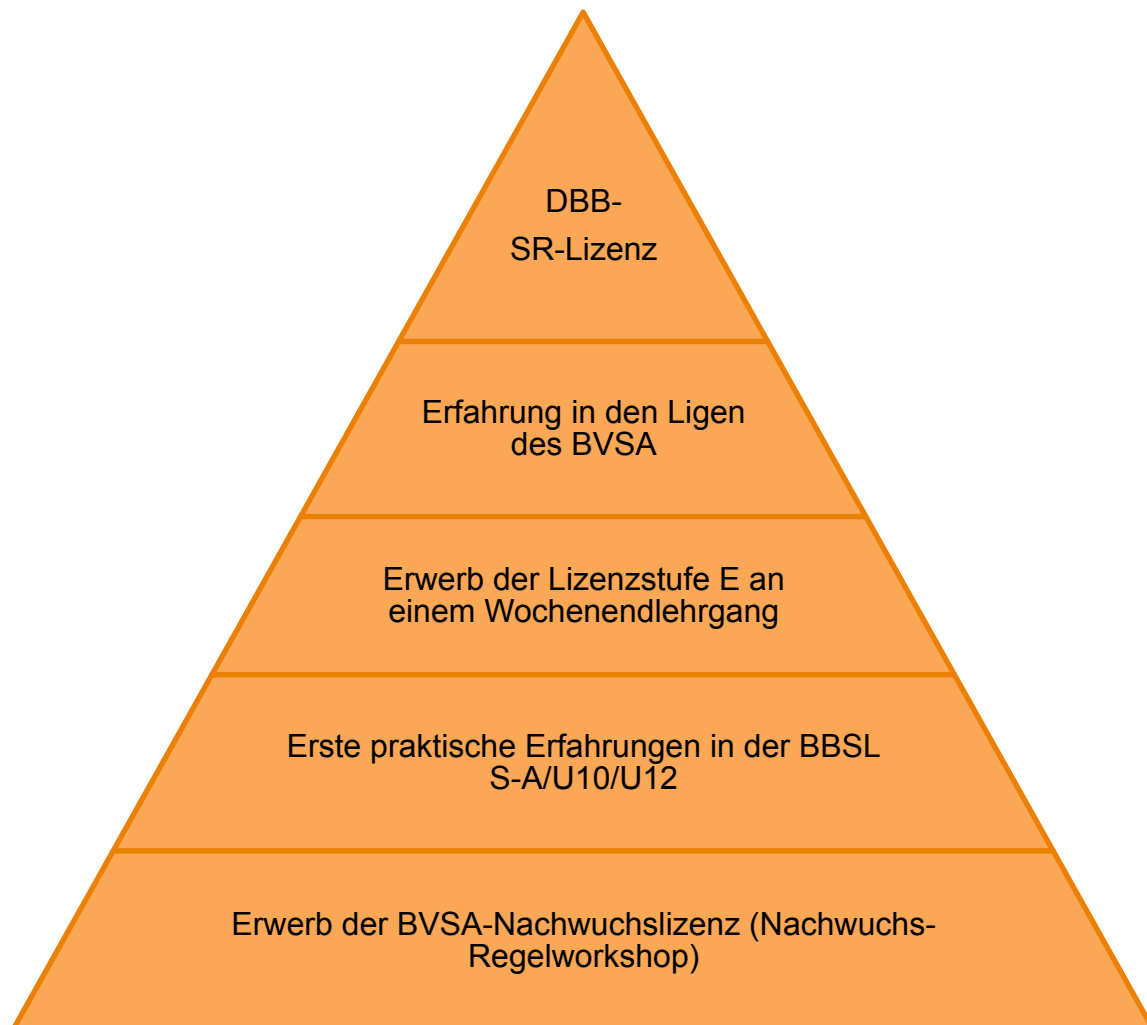 DBB-
SR-Lizenz
Erfahrung in den Ligen
des BVSA
Erwerb der Lizenzstufe E an
einem Wochenendlehrgang
Erste praktische Erfahrungen in der BBSL
S-A/U10/U12
Erwerb der BVSA-Nachwuchslizenz (Nachwuchs-
Regelworkshop)